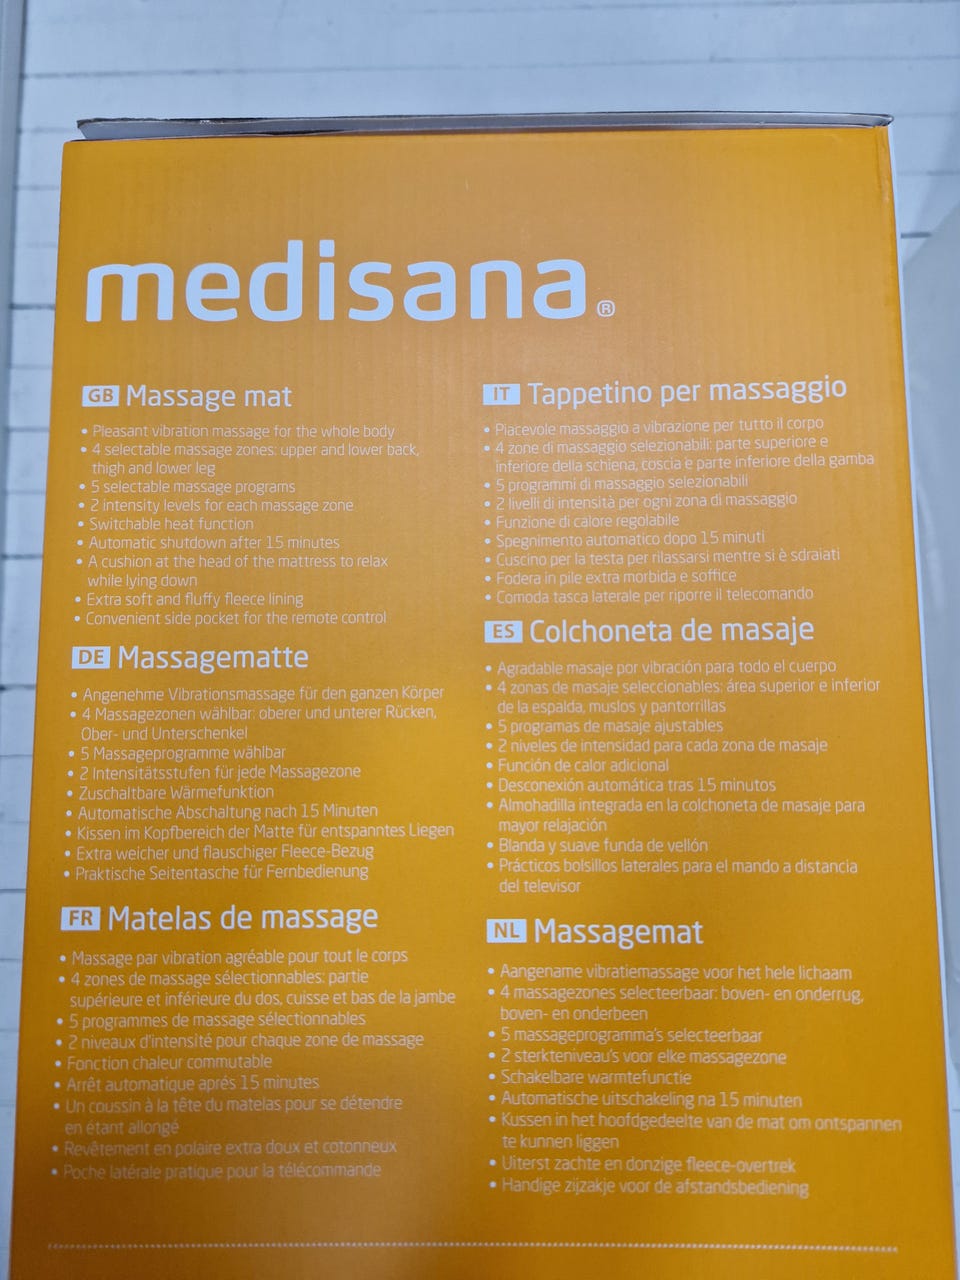 medisana®
GB Massage mat
• Pleasant vibration massage for the whole body
• 4 selectable massage zones: upper and lower back,
thigh and lower leg
• 5 selectable massage programs
• 2 intensity levels for each massage zone
• Switchable heat function
• Automatic shutdown after 15 minutes
• A cushion at the head of the mattress to relax
while lying down
• Extra soft and fluffy fleece lining
• Convenient side pocket for the remote control
DE Massagematte
• Angenehme Vibrationsmassage für den ganzen Körper
• 4 Massagezonen wählbar: oberer und unterer Rücken,
Ober- und Unterschenkel
• 5 Massageprogramme wählbar
• 2 Intensitätsstufen für jede Massagezone
• Zuschaltbare Wärmefunktion
• Automatische Abschaltung nach 15 Minuten
• Kissen im Kopfbereich der Matte für entspanntes Liegen
• Extra weicher und flauschiger Fleece-Bezug
• Praktische Seitentasche für Fernbedienung
FR Matelas de massage
• Massage par vibration agréable pour tout le corps
• 4 zones de massage sélectionnables: partie
supérieure et inférieure du dos, cuisse et bas de la jambe
• 5 programmes de massage sélectionnables
• 2 niveaux d'intensité pour chaque zone de massage
• Fonction chaleur commutable
• Arrêt automatique aprés 15 minutes
• Un coussin à la tête du matelas pour se détendre
en étant allongé
• Revêtement en polaire extra doux et cotonneux
• Poche latérale pratique pour la télécommande
IT Tappetino per massaggio
• Piacevole massaggio a vibrazione per tutto il corpo
• 4 zone di massaggio selezionabili: parte superiore e
inferiore della schiena, coscia e parte inferiore della gamba
• 5 programmi di massaggio selezionabili
• 2 livelli di intensità per ogni zona di massaggio
• Funzione di calore regolabile
• Spegnimento automatico dopo 15 minuti
• Cuscino per la testa per rilassarsi mentre si è sdraiati
• Fodera in pile extra morbida e soffice
• Comoda tasca laterale per riporre il telecomando
ES Colchoneta de masaje
• Agradable masaje por vibración para todo el cuerpo
• 4 zonas de masaje seleccionables: área superior e inferior
de la espalda, muslos y pantorrillas
• 5 programas de masaje ajustables
• 2 niveles de intensidad para cada zona de masaje
• Función de calor adicional
• Desconexión automática tras 15 minutos
• Almohadilla integrada en la colchoneta de masaje para
mayor relajación
• Blanda y suave funda de vellón
• Prácticos bolsillos laterales para el mando a distancia
del televisor
NL Massagemat
• Aangename vibratiemassage voor het hele lichaam
• 4 massagezones selecteerbaar: boven- en onderrug,
boven- en onderbeen
• 5 massageprogramma's selecteerbaar
• 2 sterkteniveau's voor elke massagezone
• Schakelbare warmtefunctie
• Automatische uitschakeling na 15 minuten
• Kussen in het hoofdgedeelte van de mat om ontspannen
te kunnen liggen
• Uiterst zachte en donzige fleece-overtrek
• Handige zijzakje voor de afstandsbediening